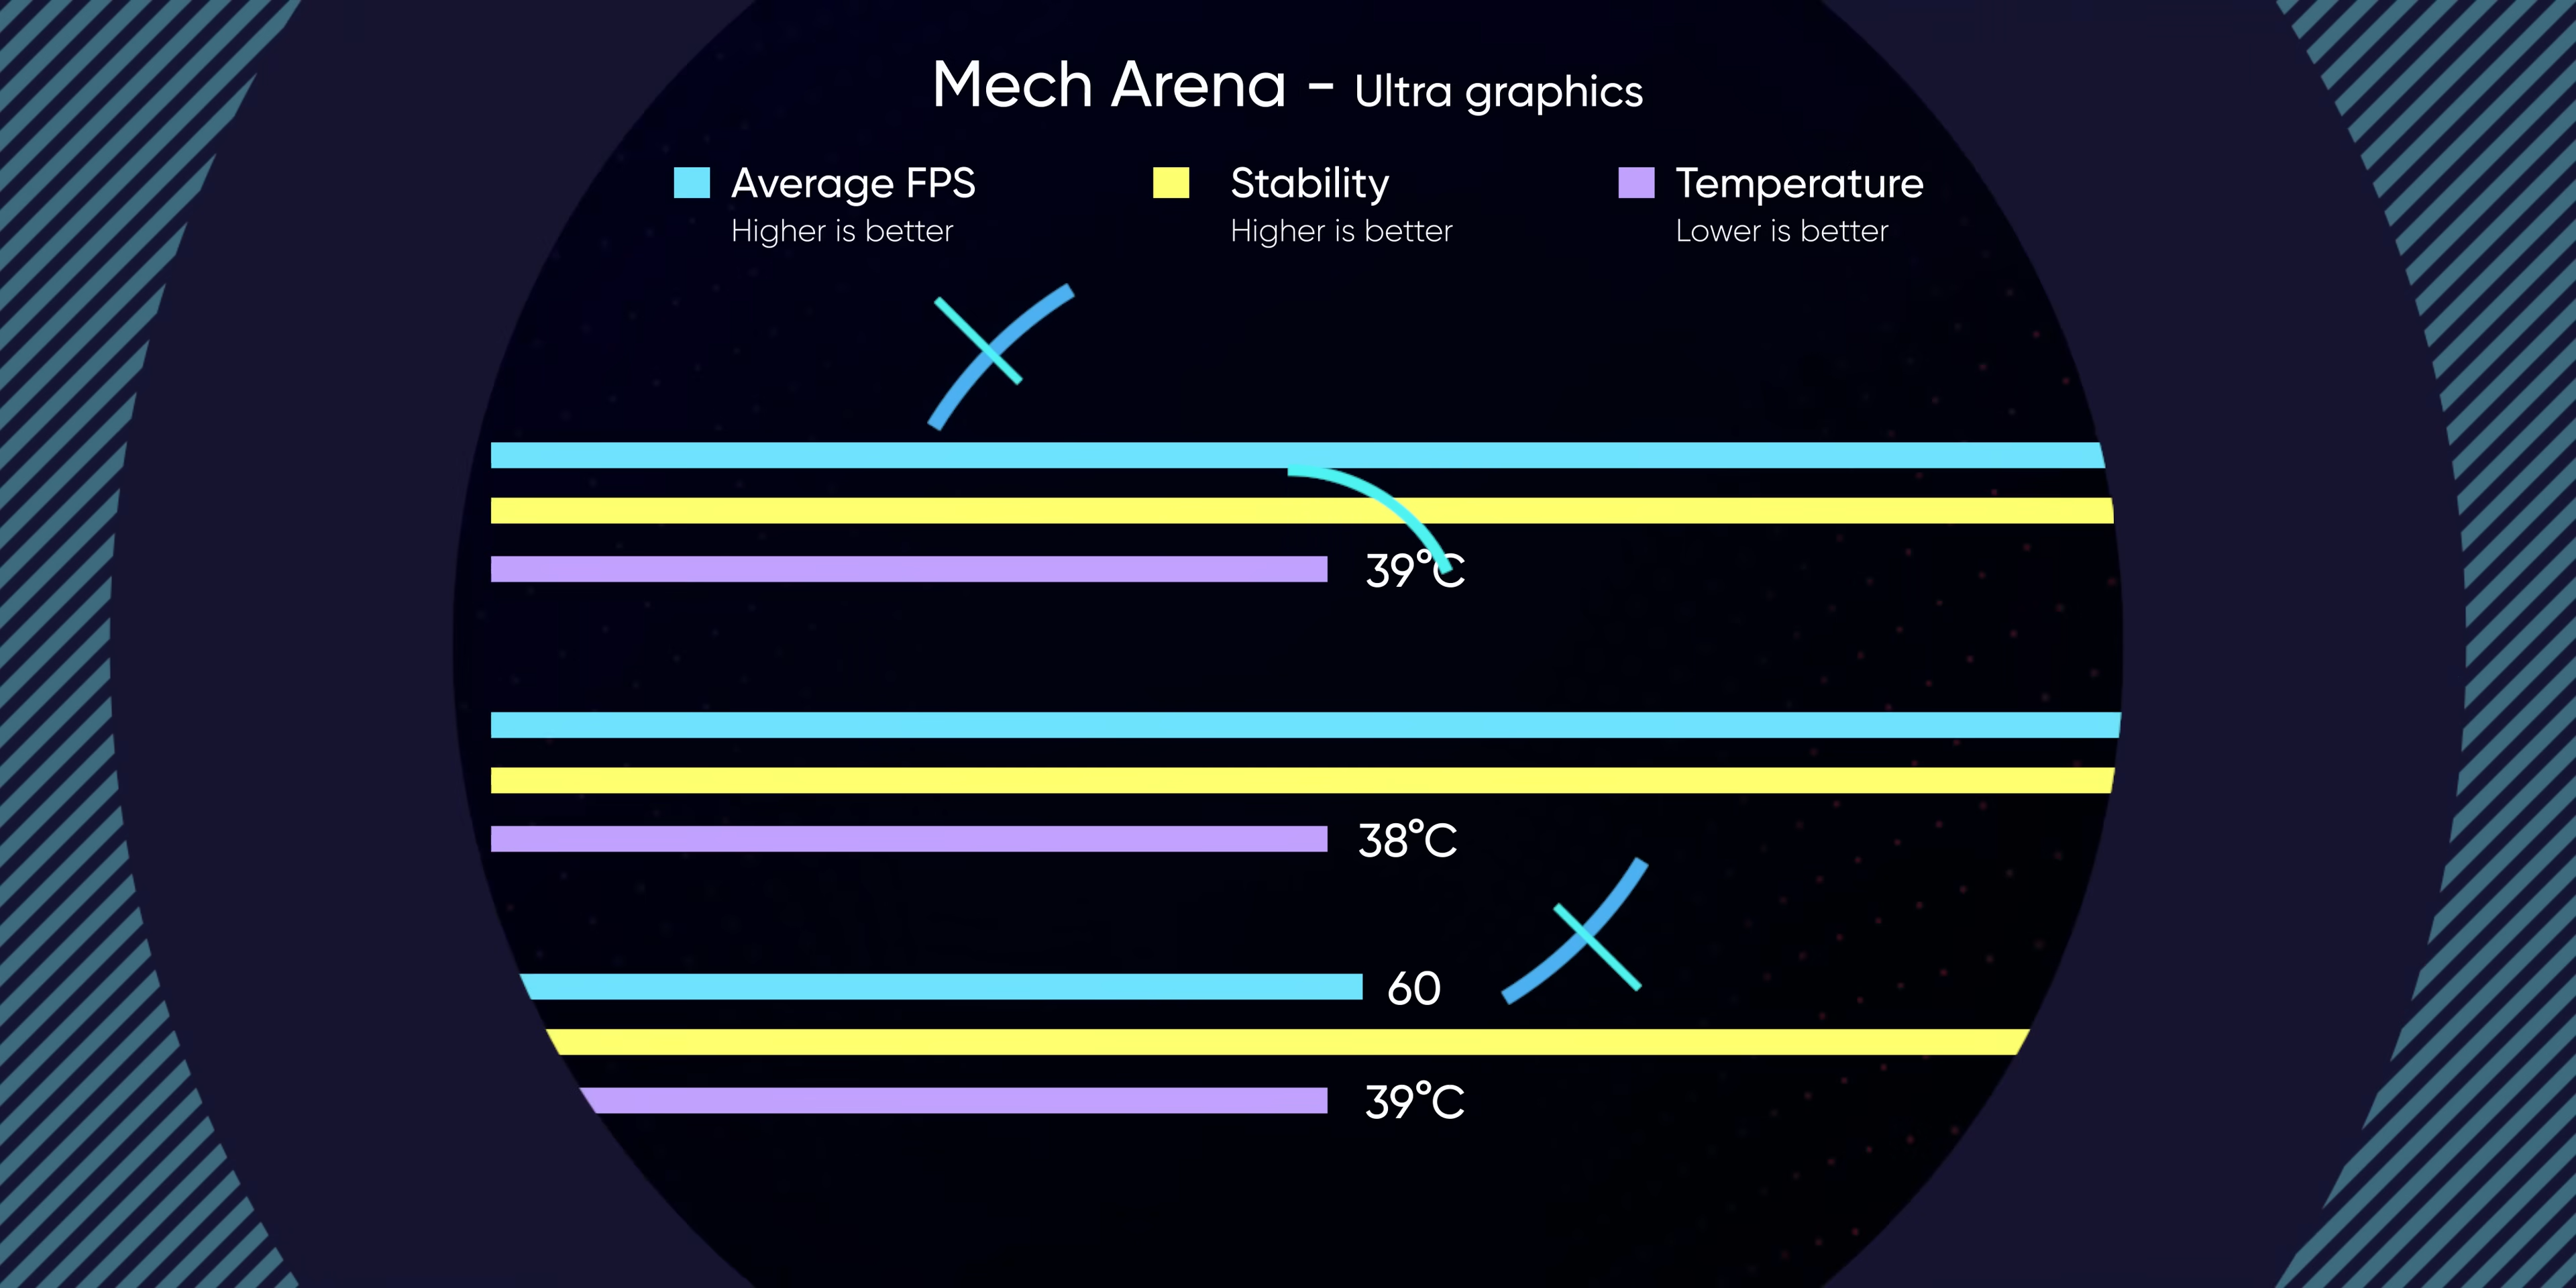 Mech Arena - Ultra graphics
Average FPS Stability Temperature
Higher is better Higher is better Lower is better
39°C
38°C
60
39°C